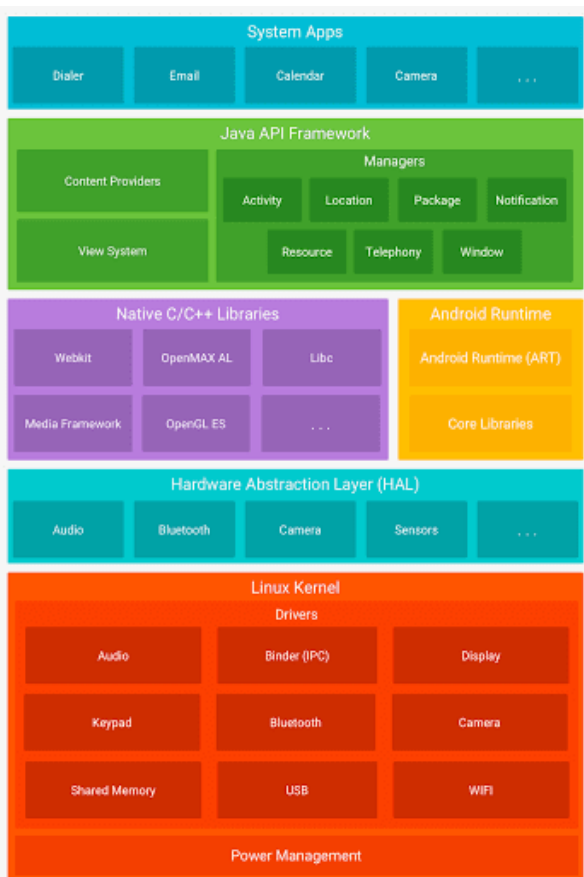 System Apps
Dialer Email Calendar Camera ...
Java API Framework
Content Providers
View System
Managers
Activity Location Package Notification
Resource Telephony Window
Native C/C++ Libraries
Webkit OpenMAX AL Libc
Media Framework OpenGL ES ...
Android Runtime
Android Runtime (ART)
Core Libraries
Hardware Abstraction Layer (HAL)
Audio Bluetooth Camera Sensors ...
Linux Kernel
Drivers
Audio Binder (IPC) Display
Keypad Bluetooth Camera
Shared Memory USB WIFI
Power Management